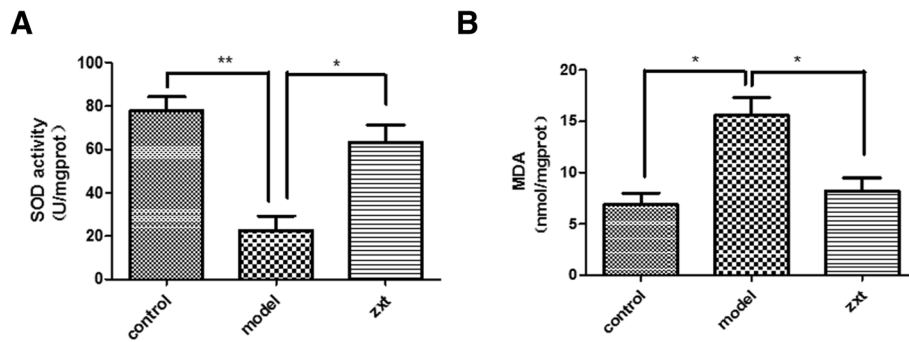 A
SOD activity
(U/mgprot)
100
80
60
40
20
0
**
*
control
model
zxt
B
MDA
(nmol/mgprot)
20
15
10
5
0
*
*
control
model
zxt